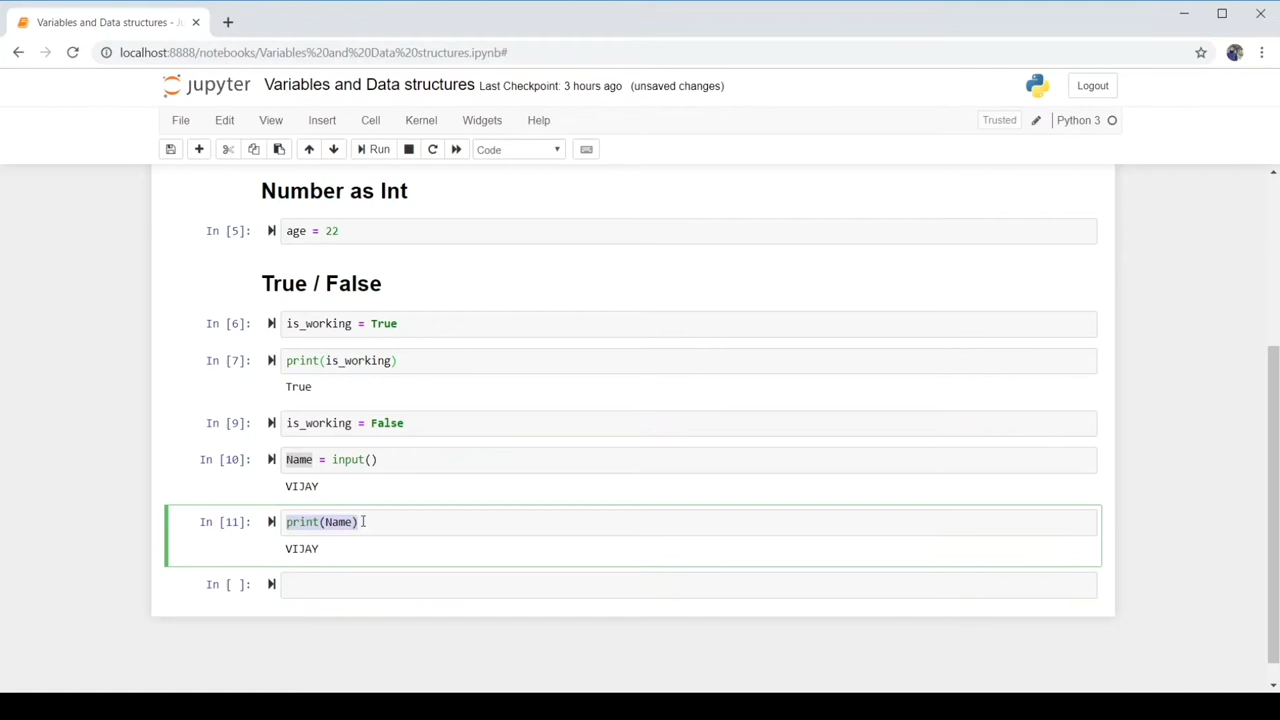 Variables and Data structures - Ju
localhost:8888/notebooks/Variables%20and%20Data%20structures.ipynb#
jupyter Variables and Data structures Last Checkpoint: 3 hours ago (unsaved changes) Logout
File Edit View Insert Cell Kernel Widgets Help Trusted Python 3
Run Code
Number as Int
In [5]: age = 22
True / False
In [6]: is_working = True
In [7]: print(is_working)
True
In [9]: is_working = False
In [10]: Name = input()
VIJAY
In [11]: print(Name)
VIJAY
In [ ]: